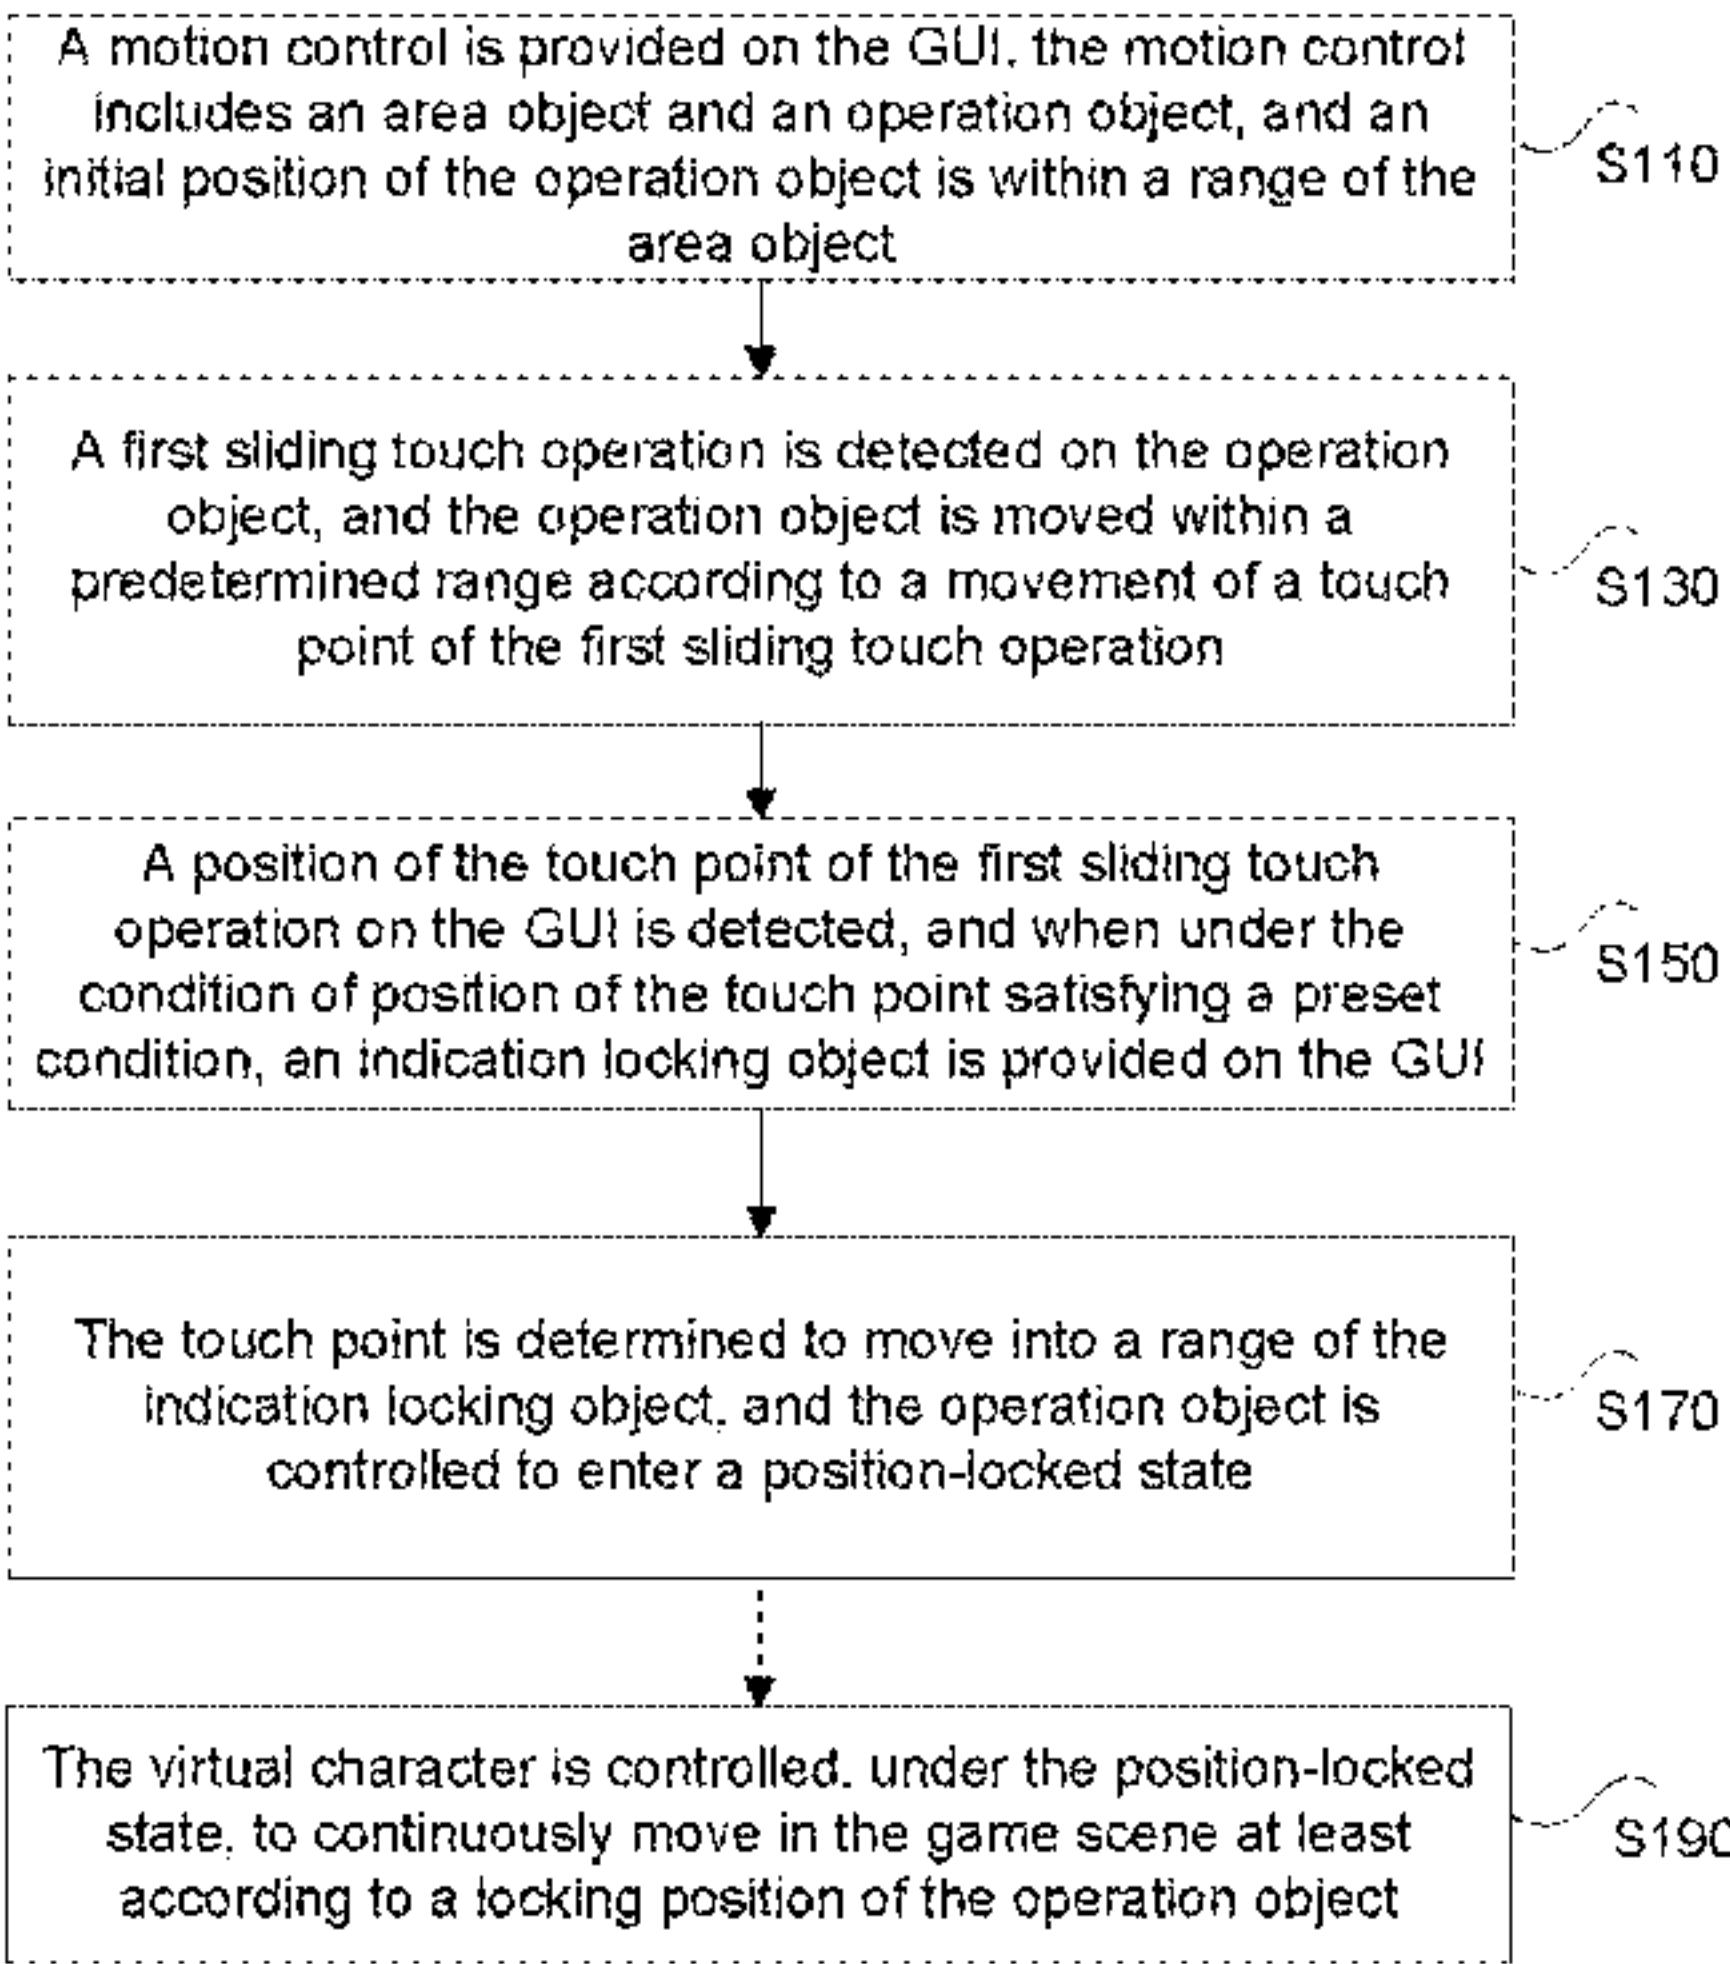 A motion control is provided on the GUI, the motion control
includes an area object and an operation object, and an
initial position of the operation object is within a range of the
area object
S110
A first sliding touch operation is detected on the operation
object, and the operation object is moved within a
predetermined range according to a movement of a touch
point of the first sliding touch operation
S130
A position of the touch point of the first sliding touch
operation on the GUI is detected, and when under the
condition of position of the touch point satisfying a preset
condition, an indication locking object is provided on the GUI
S150
The touch point is determined to move into a range of the
indication locking object, and the operation object is
controlled to enter a position-locked state
S170
The virtual character is controlled, under the position-locked
state, to continuously move in the game scene at least
according to a locking position of the operation object
S190